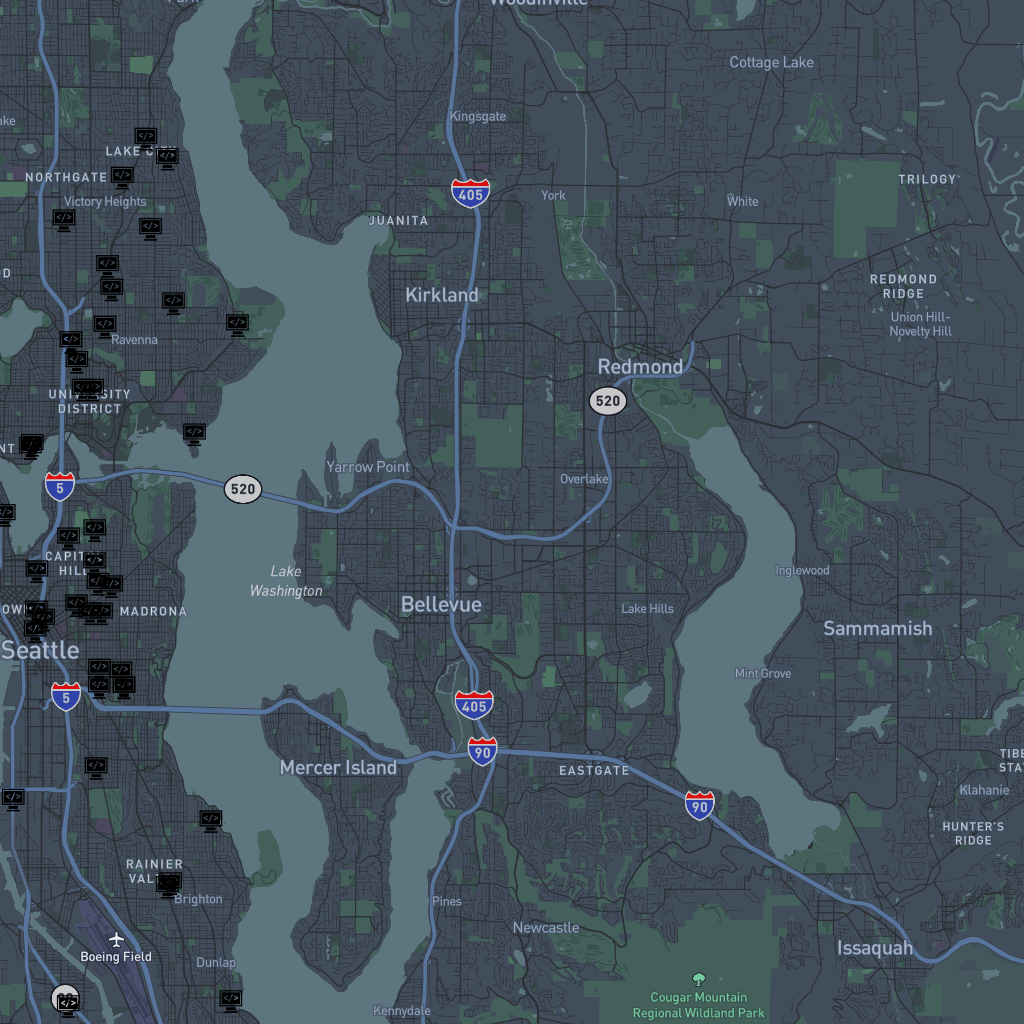 Woodinville
Park
Cottage Lake
Kingsgate
LAKE CITY
NORTHGATE
TRILOGY
405
York
White
Victory Heights
JUANITA
REDMOND
RIDGE
Kirkland
Union Hill-
Novelty Hill
Ravenna
Redmond
UNIVERSITY
DISTRICT
520
NT
Yarrow Point
Overlake
5
520
CAPITOL
HILL
Lake
Washington
Inglewood
Bellevue
Lake Hills
MADRONA
Sammamish
Seattle
Mint Grove
5
405
90
Mercer Island
EASTGATE
Klahanie
90
HUNTER'S
RIDGE
RAINIER
VALLEY
Brighton
Pines
Newcastle
Boeing Field
Issaquah
Dunlap
Cougar Mountain
Regional Wildland Park
Kennydale